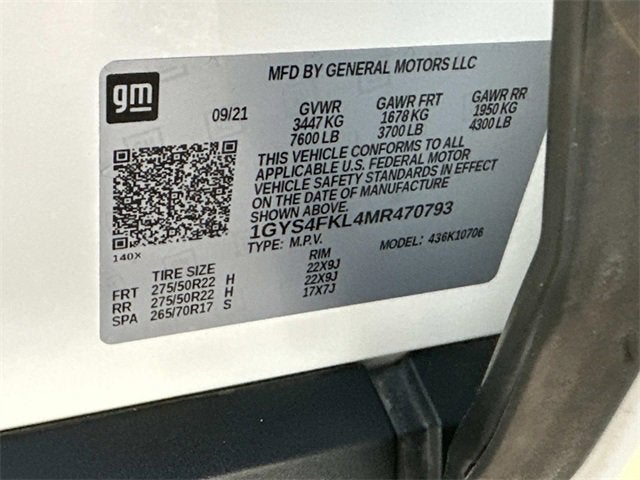 gm
MFD BY GENERAL MOTORS LLC
09/21
GVWR GAWR FRT GAWR RR
3447 KG 1678 KG 1950 KG
7600 LB 3700 LB 4300 LB
THIS VEHICLE CONFORMS TO ALL
APPLICABLE U.S. FEDERAL MOTOR
VEHICLE SAFETY STANDARDS IN EFFECT
ON THE DATE OF MANUFACTURE
SHOWN ABOVE.
1GYS4FKL4MR470793
TYPE: M.P.V. MODEL: 436K10706
140X
TIRE SIZE RIM
FRT 275/50R22 H 22X9J
RR 275/50R22 H 22X9J
SPA 265/70R17 S 17X7J